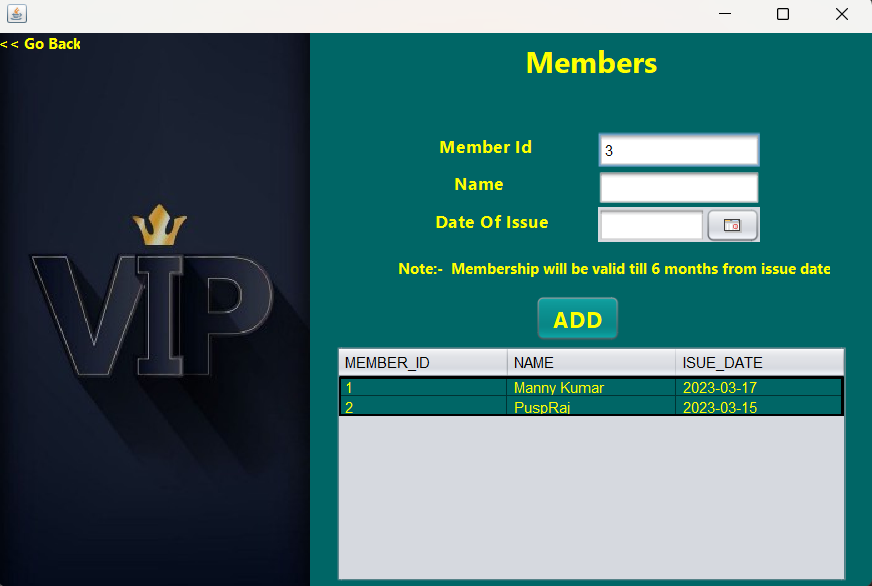 << Go Back
Members
Member Id 3
Name
Date Of Issue
Note:- Membership will be valid till 6 months from issue date
ADD
VIP
MEMBER_ID NAME ISUE_DATE
1 Manny Kumar 2023-03-17
2 PuspRaj 2023-03-15